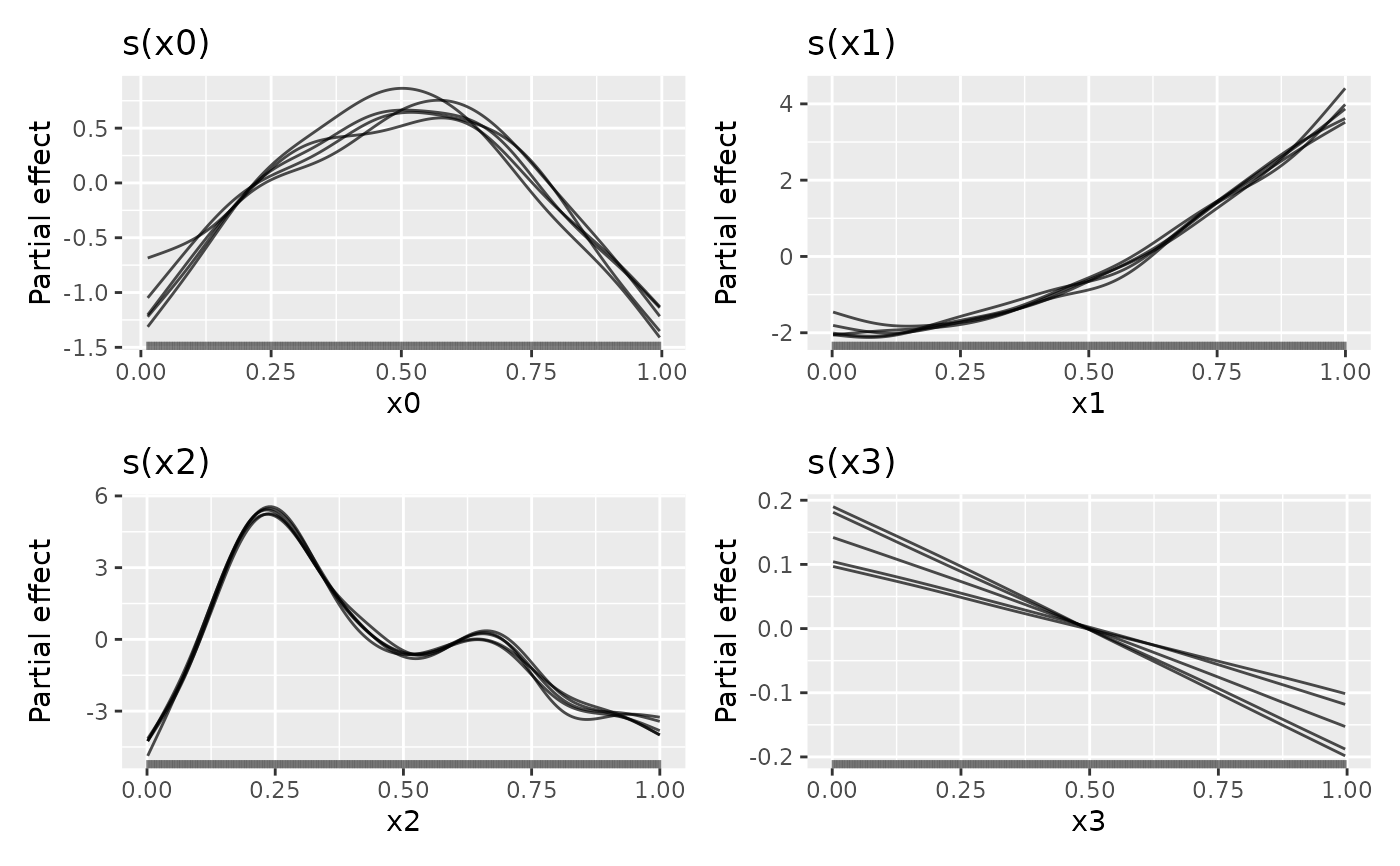 s(x0)
Partial effect
0.5
0.0
-0.5
-1.0
-1.5
0.00 0.25 0.50 0.75 1.00
x0
s(x1)
Partial effect
4
2
0
-2
0.00 0.25 0.50 0.75 1.00
x1
s(x2)
Partial effect
6
3
0
-3
0.00 0.25 0.50 0.75 1.00
x2
s(x3)
Partial effect
0.2
0.1
0.0
-0.1
-0.2
0.00 0.25 0.50 0.75 1.00
x3